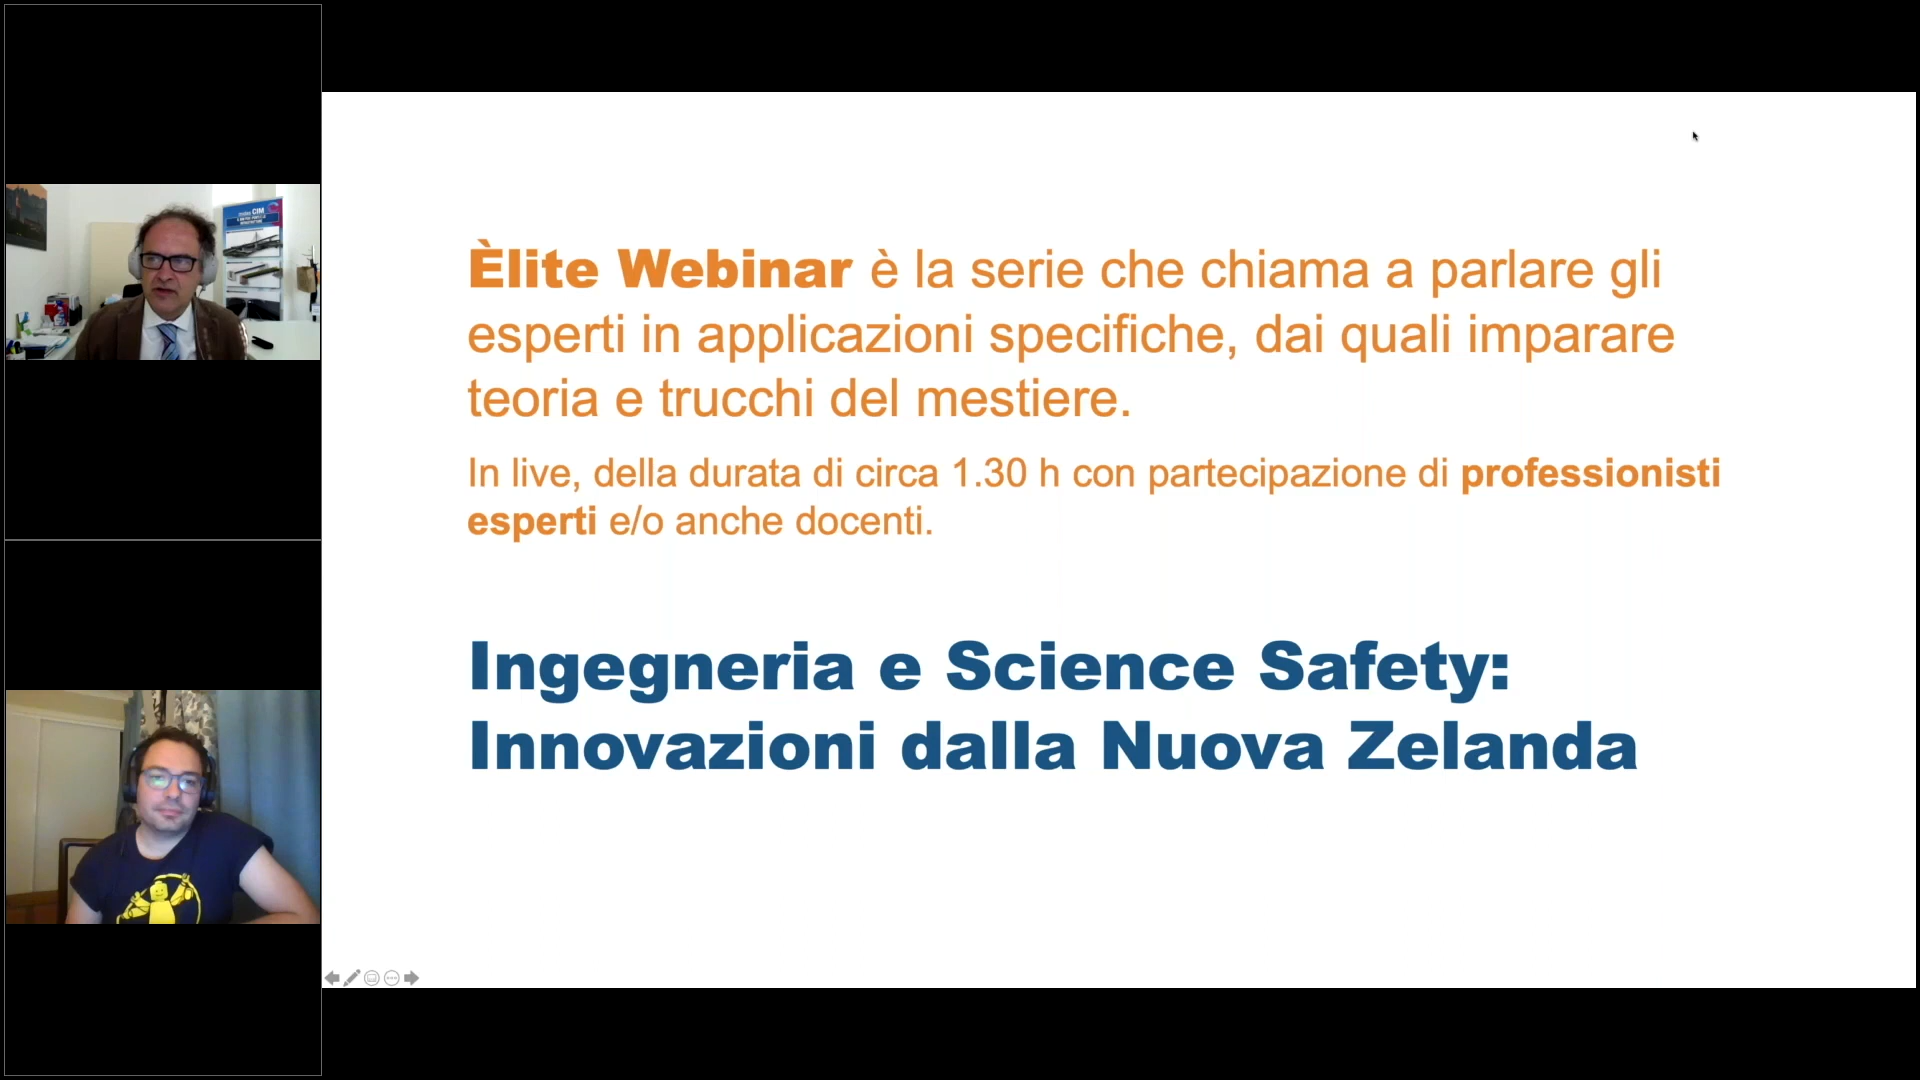 CIM
Èlite Webinar è la serie che chiama a parlare gli
esperti in applicazioni specifiche, dai quali imparare
teoria e trucchi del mestiere.
In live, della durata di circa 1.30 h con partecipazione di professionisti
esperti e/o anche docenti.
Ingegneria e Science Safety:
Innovazioni dalla Nuova Zelanda